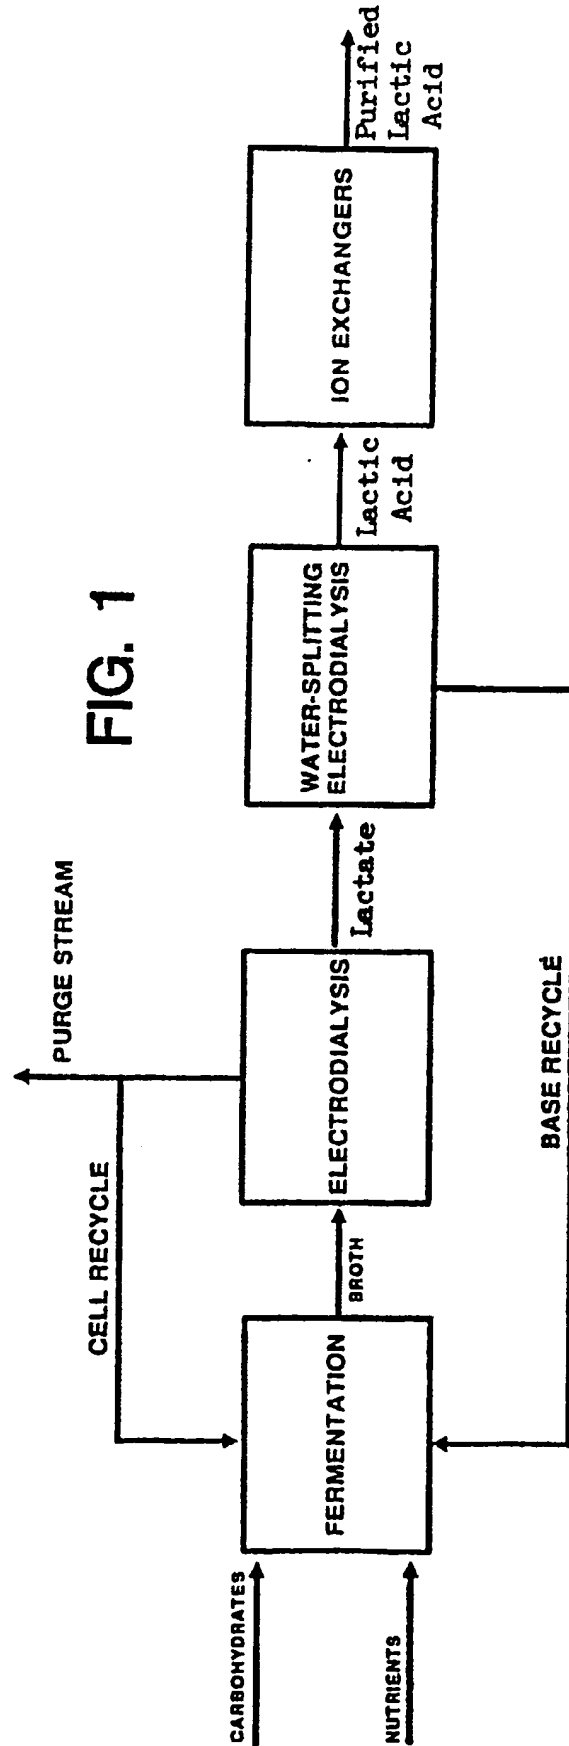 FIG. 1
PURGE STREAM
CELL RECYCLE
CARBOHYDRATES
NUTRIENTS
FERMENTATION
BROTH
ELECTRODIALYSIS
Lactate
WATER-SPLITTING
ELECTRODIALYSIS
Lactic
Acid
ION EXCHANGERS
Purified
Lactic
Acid
BASE RECYCLE